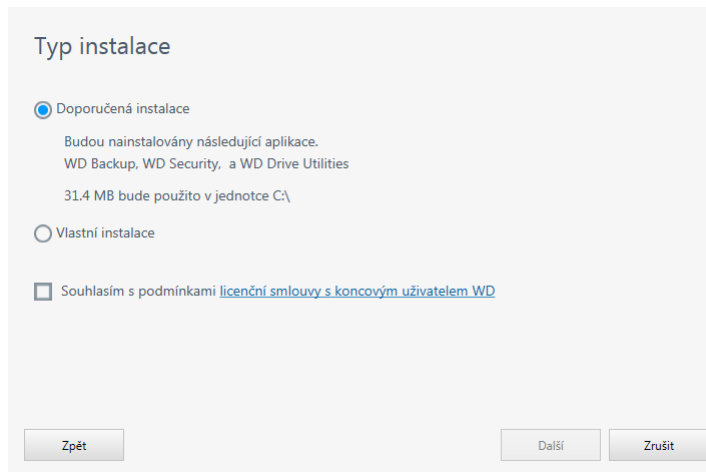 Typ instalace
Doporučená instalace
Budou nainstalovány následující aplikace.
WD Backup, WD Security,  a WD Drive Utilities
31.4 MB bude použito v jednotce C:\
Vlastní instalace
Souhlasím s podmínkami licenční smlouvy s koncovým uživatelem WD
Zpět
Další
Zrušit